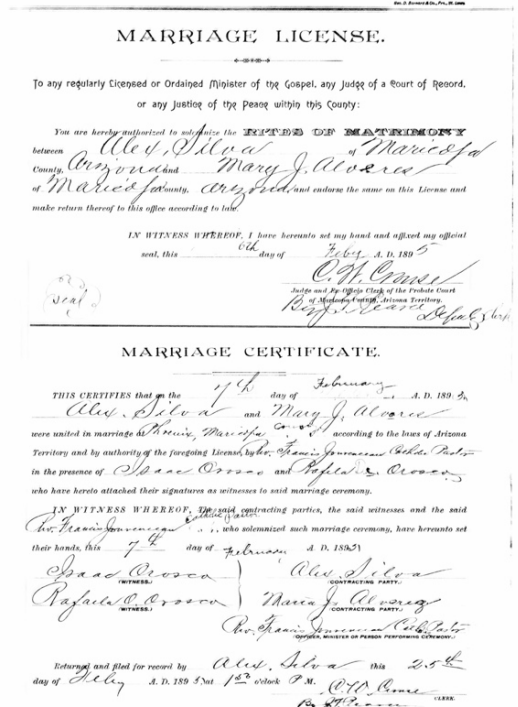 MARRIAGE LICENSE.
To any regularly Licensed or Ordained Minister of the Gospel, any Judge of a Court of Record,
or any Justice of the Peace within this County:
You are hereby authorized to solemnize the RITES OF MATRIMONY
between Alex, Silva of Maricopa
County, Arizona and Mary J. Alvares
of Maricopa County, Arizona and endorse the same on this License and
make return thereof to this office according to law.
IN WITNESS WHEREOF, I have hereunto set my hand and affixed my official
seal, this 6th day of Feby A. D. 1895
C. W. Crouse
(seal)
Judge and Ex-Officio Clerk of the Probate Court
of Maricopa County, Arizona Territory.
By Deputy Clerk
MARRIAGE CERTIFICATE.
THIS CERTIFIES that on the 7th day of February A. D. 1895
Alex. Silva and Mary J. Alvares
were united in marriage at Phoenix, Maricopa County according to the laws of Arizona
Territory and by authority of the foregoing License, by Rev. Francis Pastor
in the presence of Isaac Orosco and Rafaela Orosco
who have hereto attached their signatures as witnesses to said marriage ceremony.
IN WITNESS WHEREOF, The said contracting parties, the said witnesses and the said
Rev. Francis Pastor who solemnized such marriage ceremony, have hereunto set
their hands, this 7th day of February A. D. 189
Isaac Orosco Alex Silva
(WITNESS.) CONTRACTING PARTY.
Rafaela O. Orosco Maria J. Alvarez
(WITNESS.) CONTRACTING PARTY.
Rev. Francis Pastor
OFFICER, MINISTER OR PERSON PERFORMING CEREMONY.
Returned and filed for record by Alex, Silva this 25th
day of Feby A. D. 1895 at 1 o'clock P.M.
C. W. Crouse
CLERK.
By